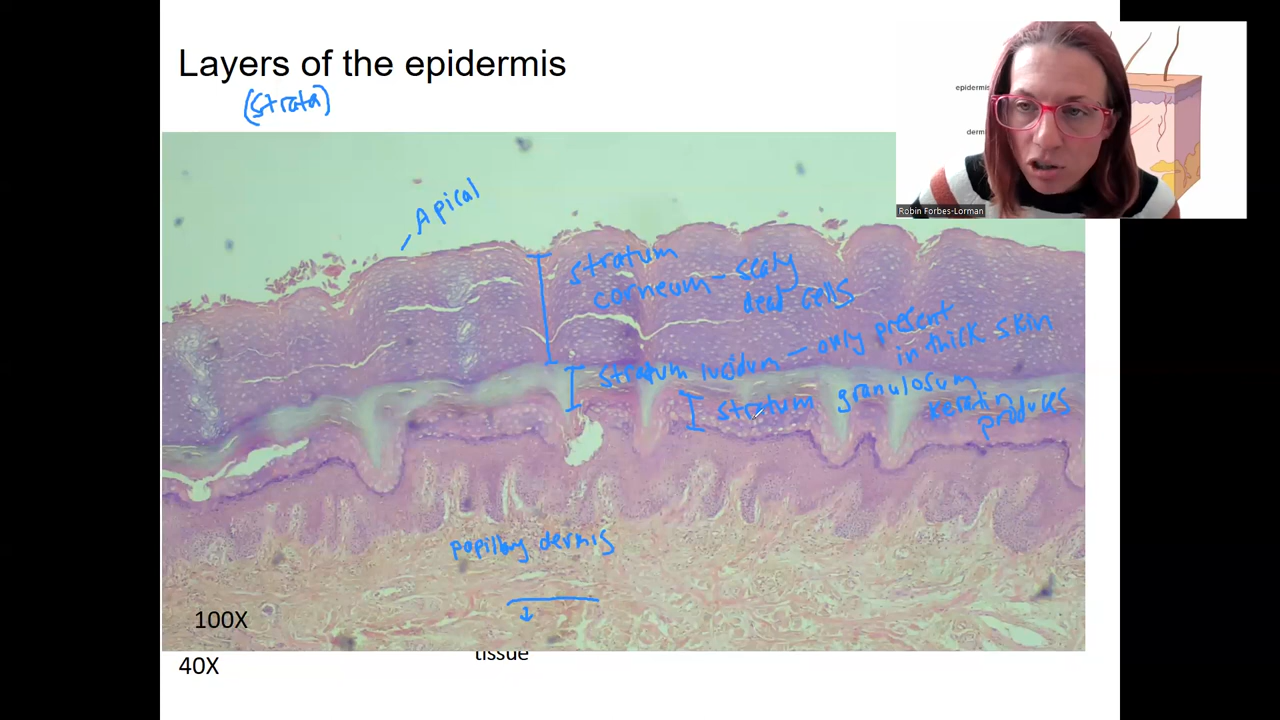 Layers of the epidermis
(strata)
epidermis
derm
Robin Forbes-Lorman
Apical
stratum
corneum - scaly
dead cells
stratum lucidum - only present
in thick skin
stratum granulosum
keratin
produces
papillary dermis
100X
tissue
40X